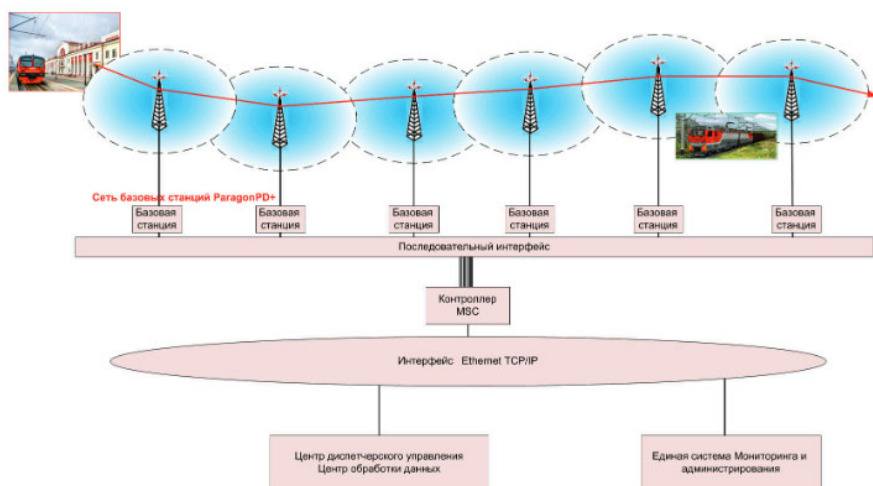 Сеть базовых станций ParagonPD+
Базовая
станция
Базовая
станция
Базовая
станция
Базовая
станция
Базовая
станция
Базовая
станция
Последовательный интерфейс
Контроллер
MSC
Интерфейс Ethernet TCP/IP
Центр диспетчерского управления
Центр обработки данных
Единая система Мониторинга и
администрирования